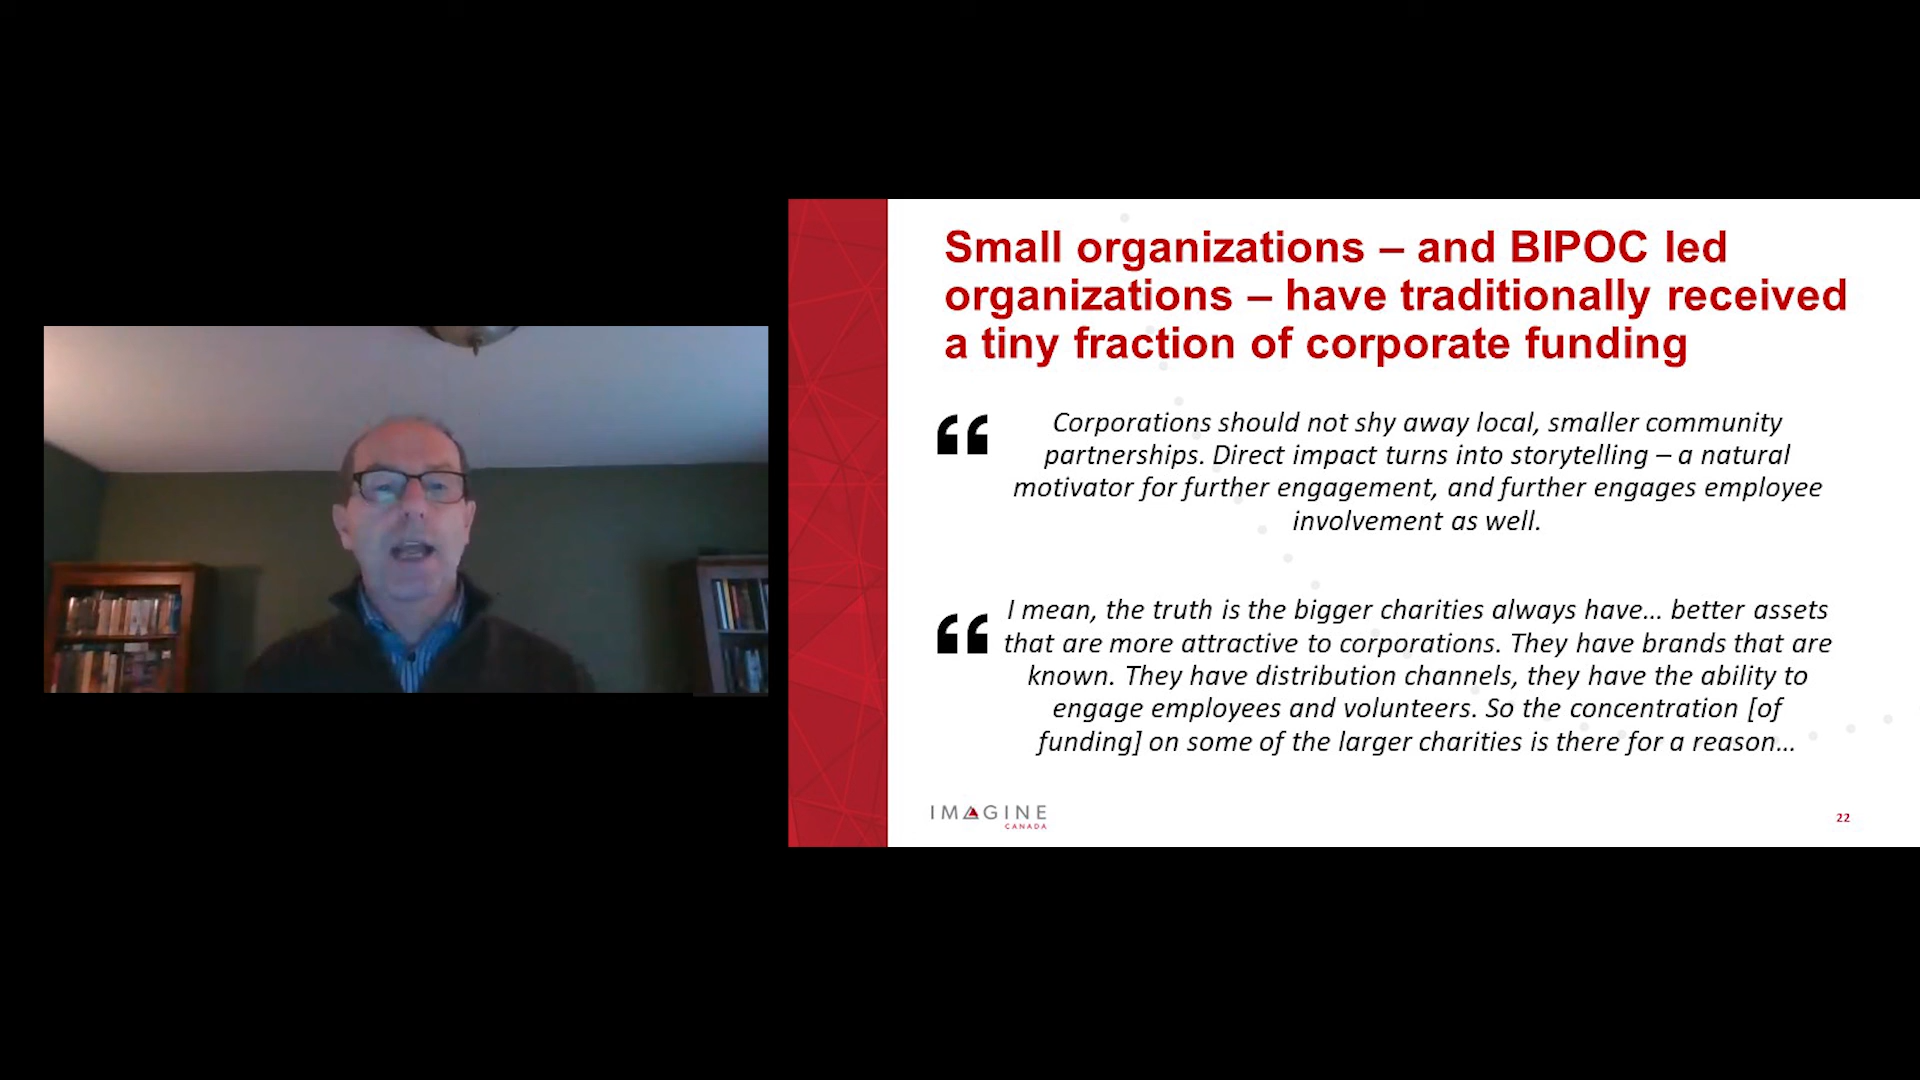 Small organizations – and BIPOC led
organizations – have traditionally received
a tiny fraction of corporate funding
“
Corporations should not shy away local, smaller community
partnerships. Direct impact turns into storytelling – a natural
motivator for further engagement, and further engages employee
involvement as well.
“
I mean, the truth is the bigger charities always have... better assets
that are more attractive to corporations. They have brands that are
known. They have distribution channels, they have the ability to
engage employees and volunteers. So the concentration [of
funding] on some of the larger charities is there for a reason...
IMAGINE
CANADA
22